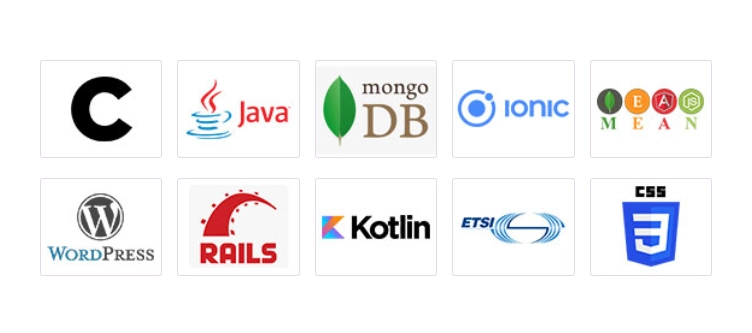 C
Java
mongo
DB
IONIC
M E A N
WORDPRESS
RAILS
Kotlin
ETSI
CSS
3